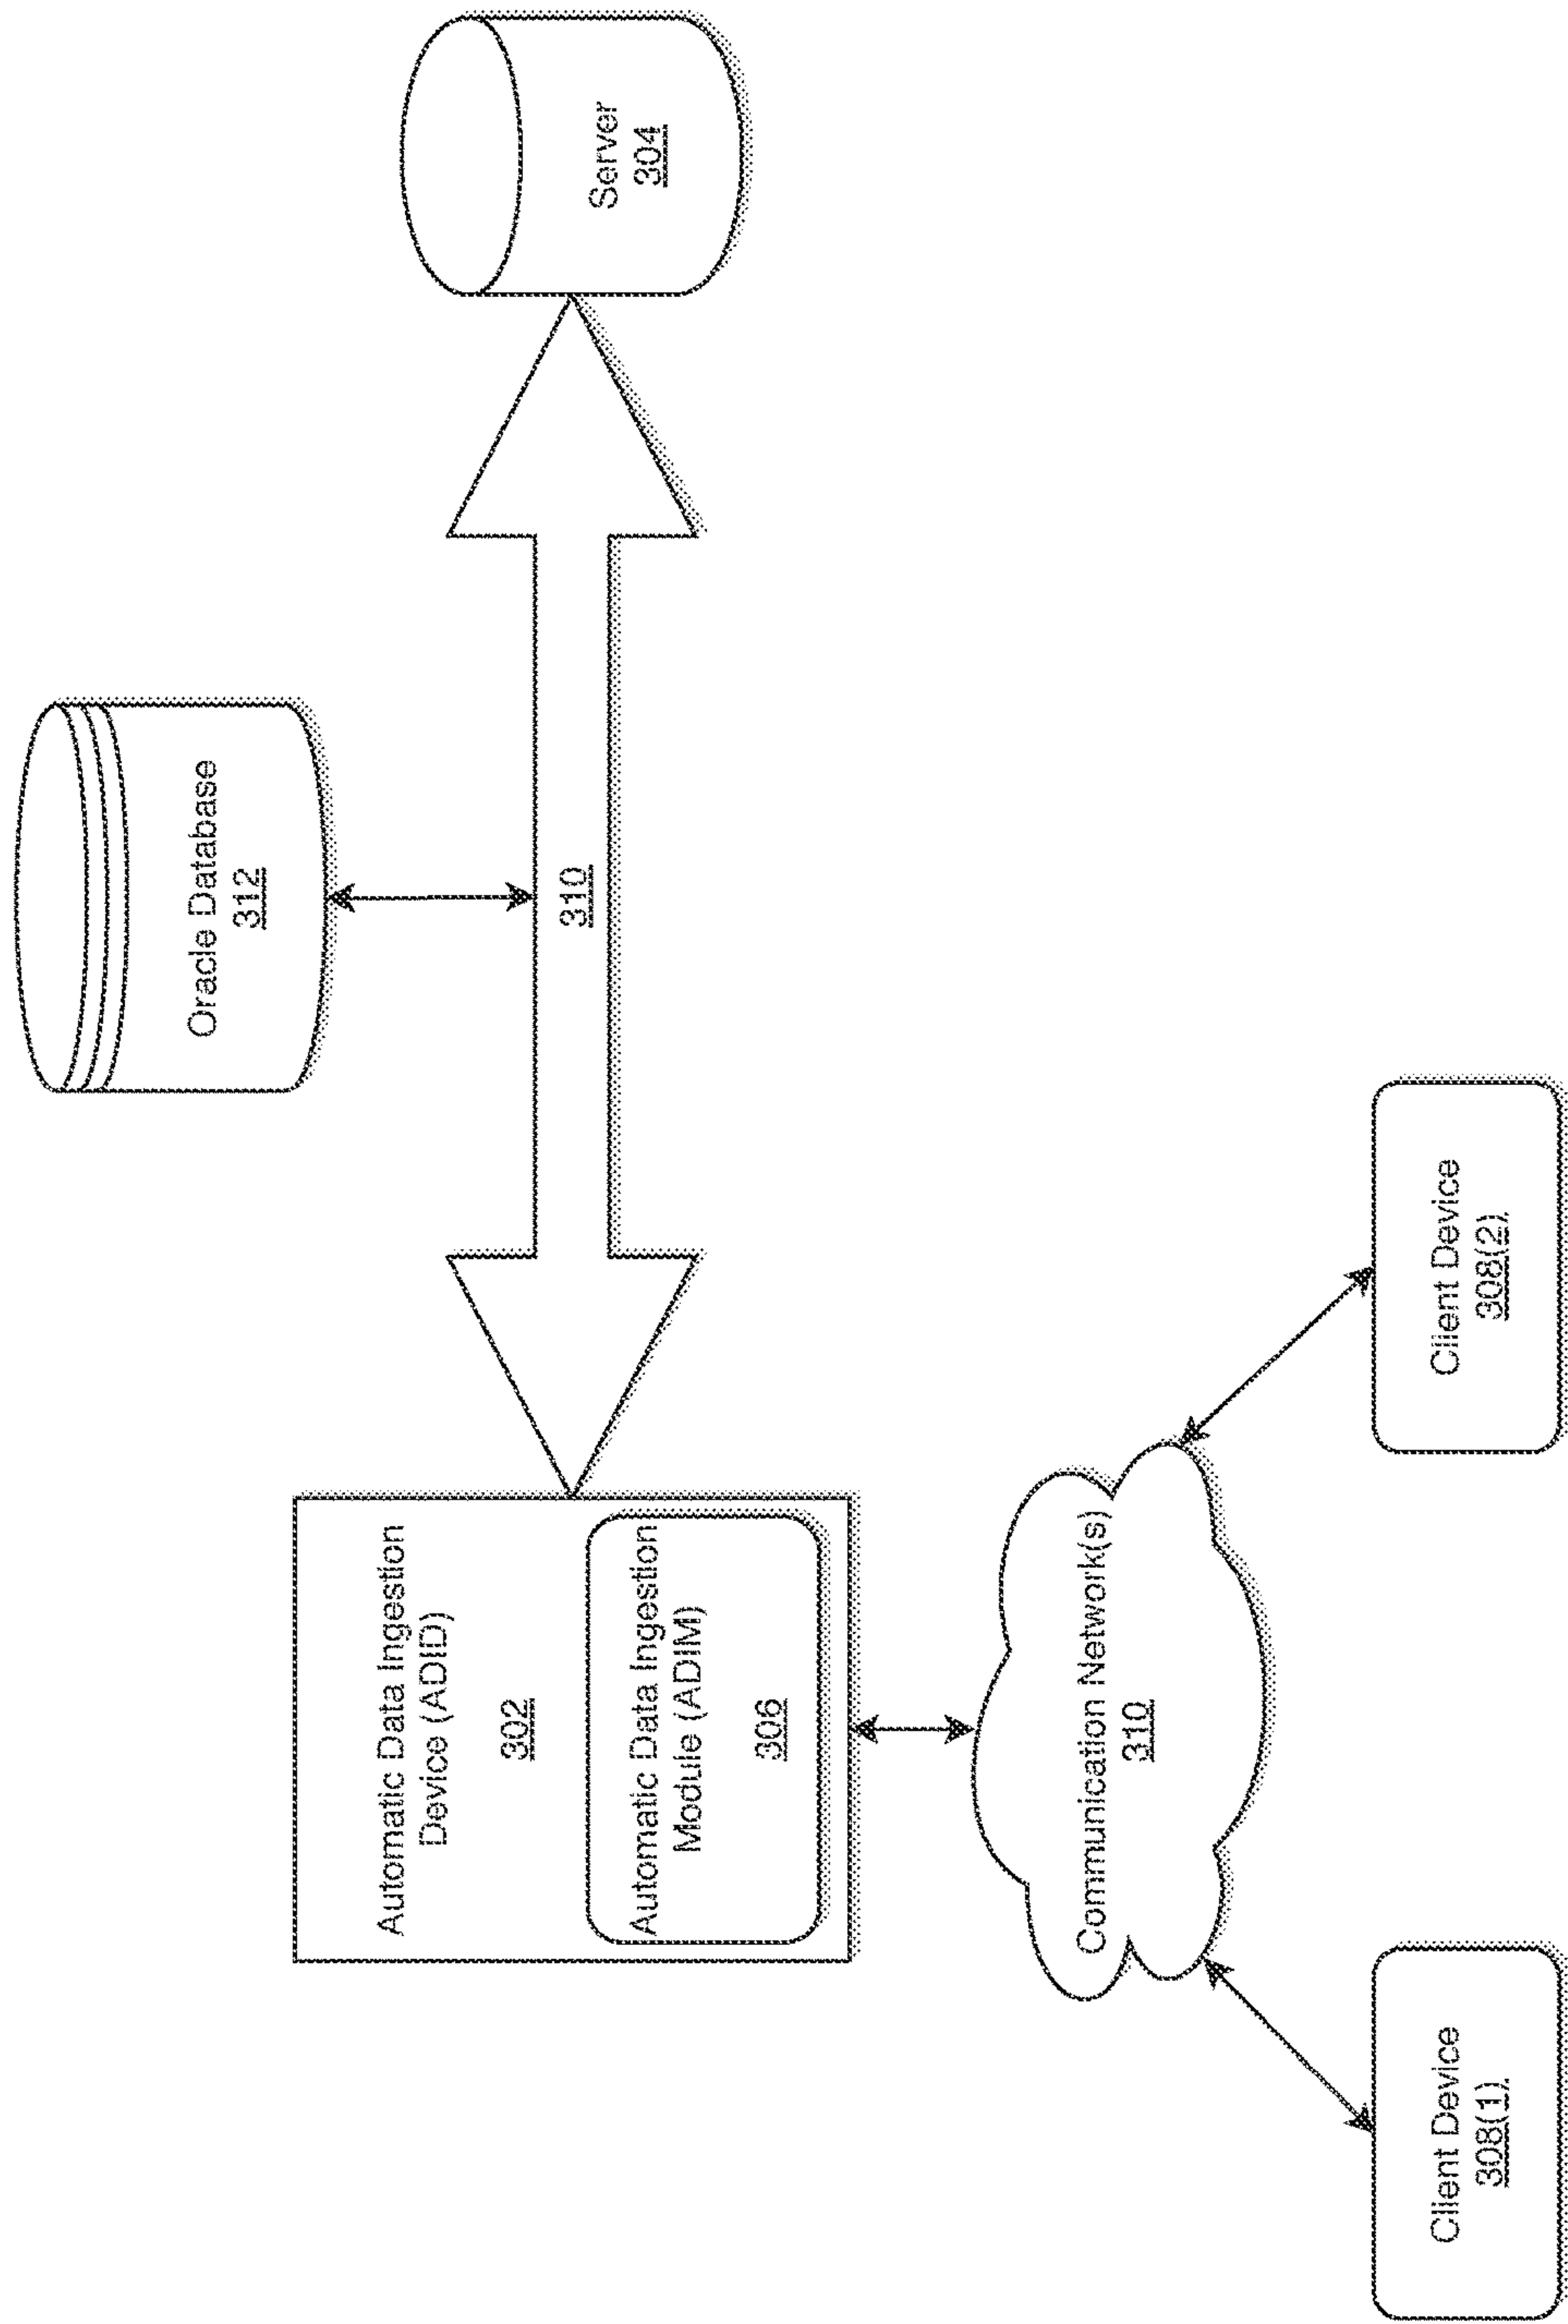 Oracle Database
312
Server
304
310
Automatic Data Ingestion
Device (ADID)
302
Automatic Data Ingestion
Module (ADIM)
306
Communication Network(s)
310
Client Device
308(1)
Client Device
308(2)